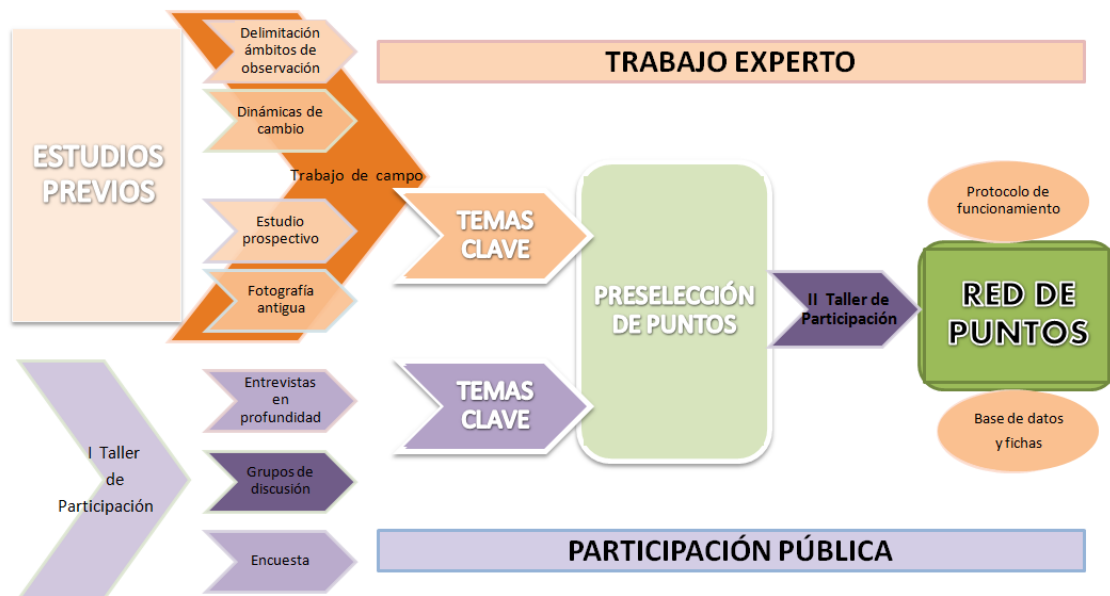 ESTUDIOS
PREVIOS
Delimitación
ámbitos de
observación
Dinámicas de
cambio
Estudio
prospectivo
Fotografía
antigua
Trabajo de campo
TRABAJO EXPERTO
TEMAS
CLAVE
PRESELECCIÓN
DE PUNTOS
II Taller de
Participación
Protocolo de
funcionamiento
RED DE
PUNTOS
Base de datos
y fichas
I Taller
de
Participación
Entrevistas
en
profundidad
Grupos de
discusión
Encuesta
TEMAS
CLAVE
PARTICIPACIÓN PÚBLICA